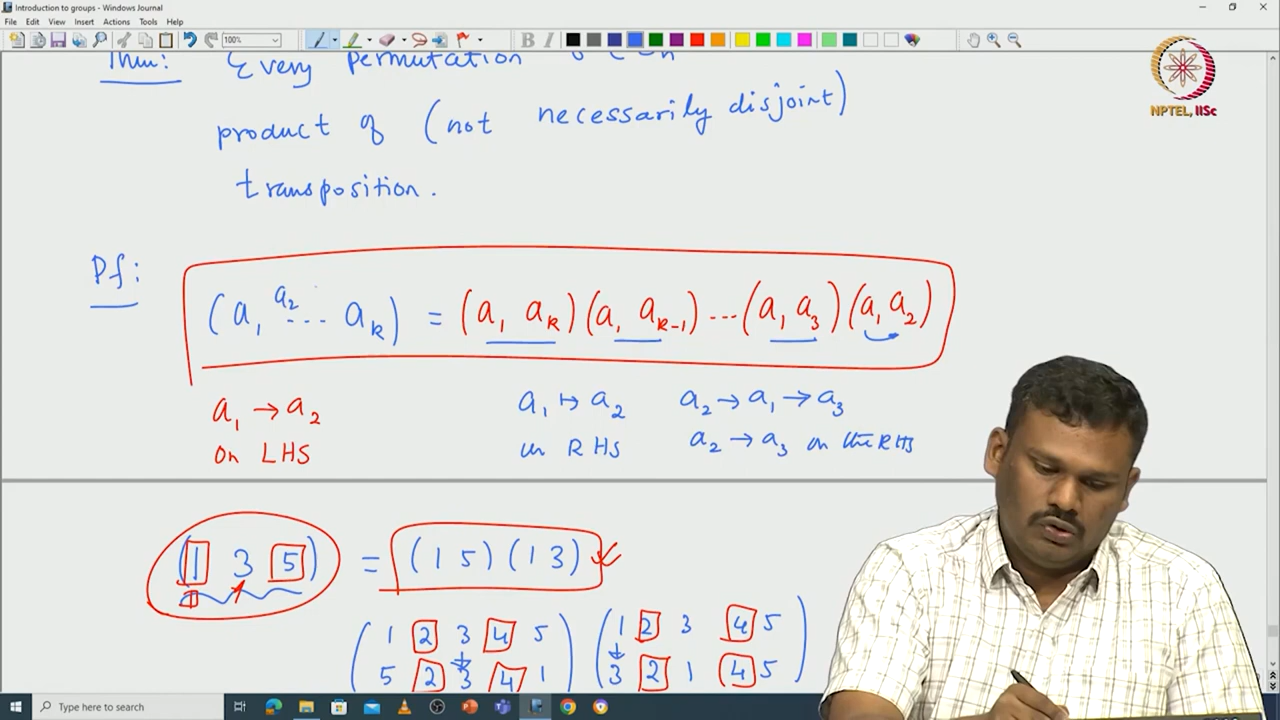 Introduction to groups - Windows Journal
File Edit View Insert Actions Tools Help
100%
B I
NPTEL, IISc
Thm: Every permutation
product of (not necessarily disjoint)
transposition.
Pf: (a₁ a₂ ... aₖ) = (a₁ aₖ)(a₁ aₖ₋₁) ... (a₁ a₃)(a₁ a₂)
a₁ → a₂ a₁ ↦ a₂ a₂ → a₁ → a₃
on LHS on RHS a₂ → a₃ on the RHS
(1 3 5) = (1 5)(1 3)
(1 2 3 4 5) (1 2 3 4 5)
(5 2 3 4 1) (3 2 1 4 5)
Type here to search